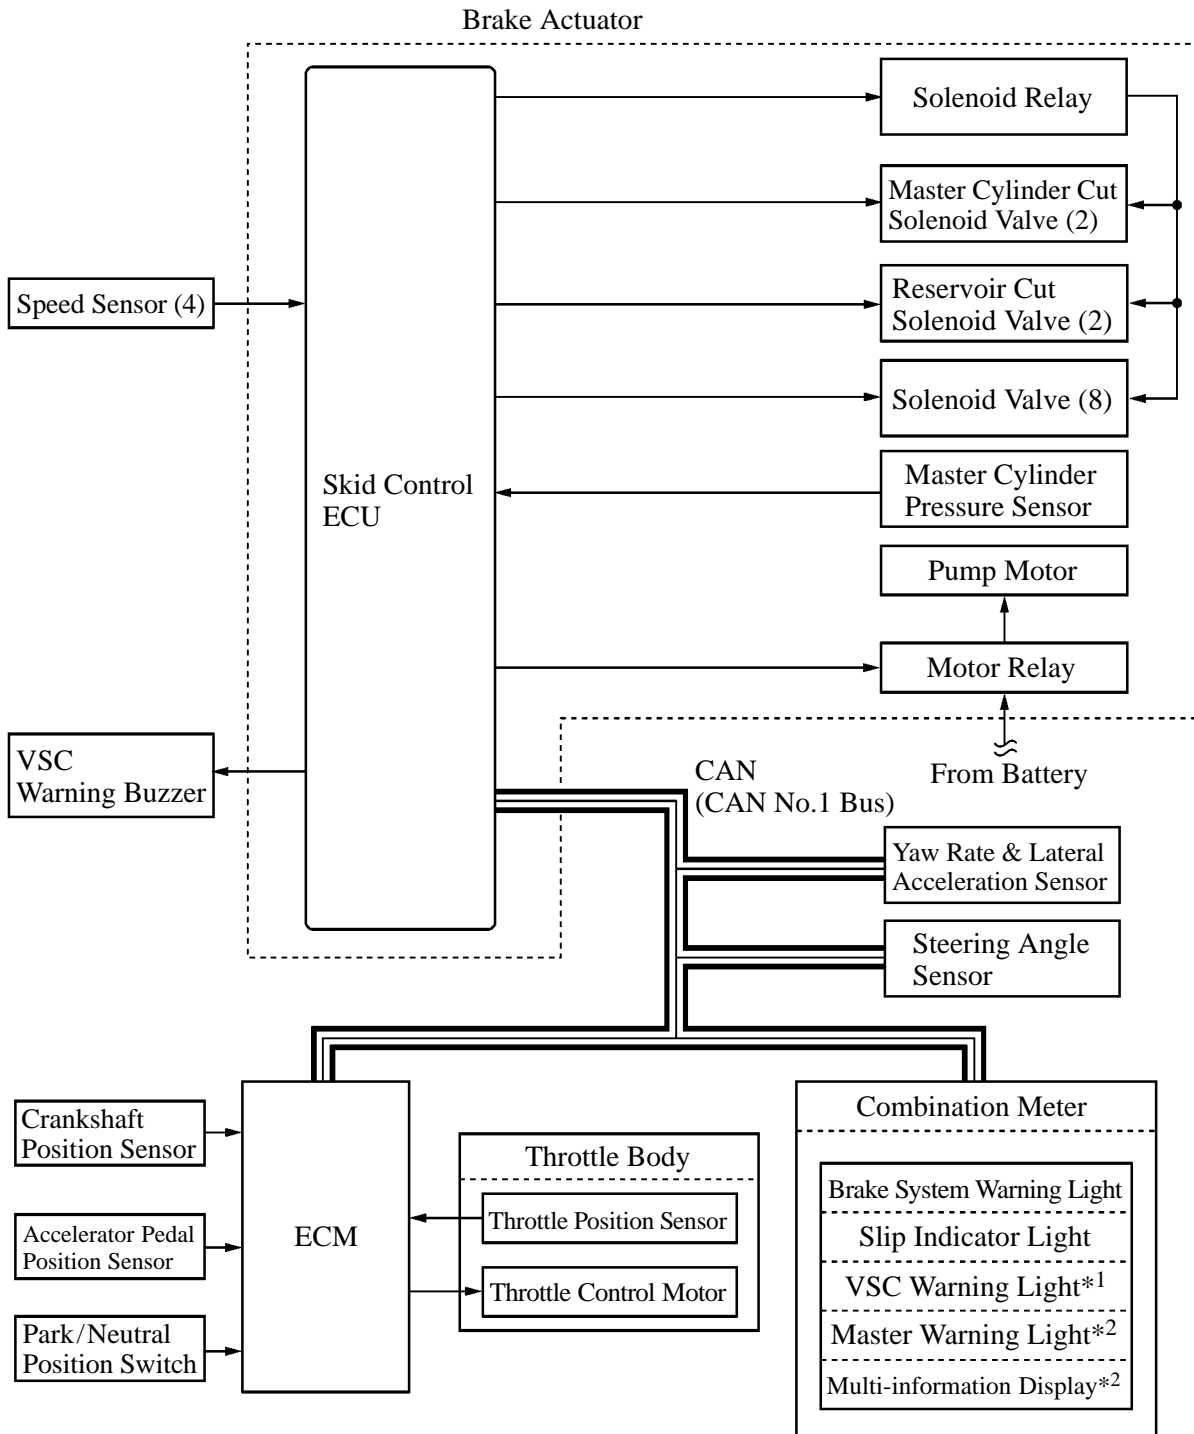 Brake Actuator
Solenoid Relay
Master Cylinder Cut
Solenoid Valve (2)
Speed Sensor (4)
Reservoir Cut
Solenoid Valve (2)
Solenoid Valve (8)
Skid Control
ECU
Master Cylinder
Pressure Sensor
Pump Motor
Motor Relay
VSC
Warning Buzzer
From Battery
CAN
(CAN No.1 Bus)
Yaw Rate & Lateral
Acceleration Sensor
Steering Angle
Sensor
Crankshaft
Position Sensor
Accelerator Pedal
Position Sensor
Park/Neutral
Position Switch
ECM
Throttle Body
Throttle Position Sensor
Throttle Control Motor
Combination Meter
Brake System Warning Light
Slip Indicator Light
VSC Warning Light*1
Master Warning Light*2
Multi-information Display*2